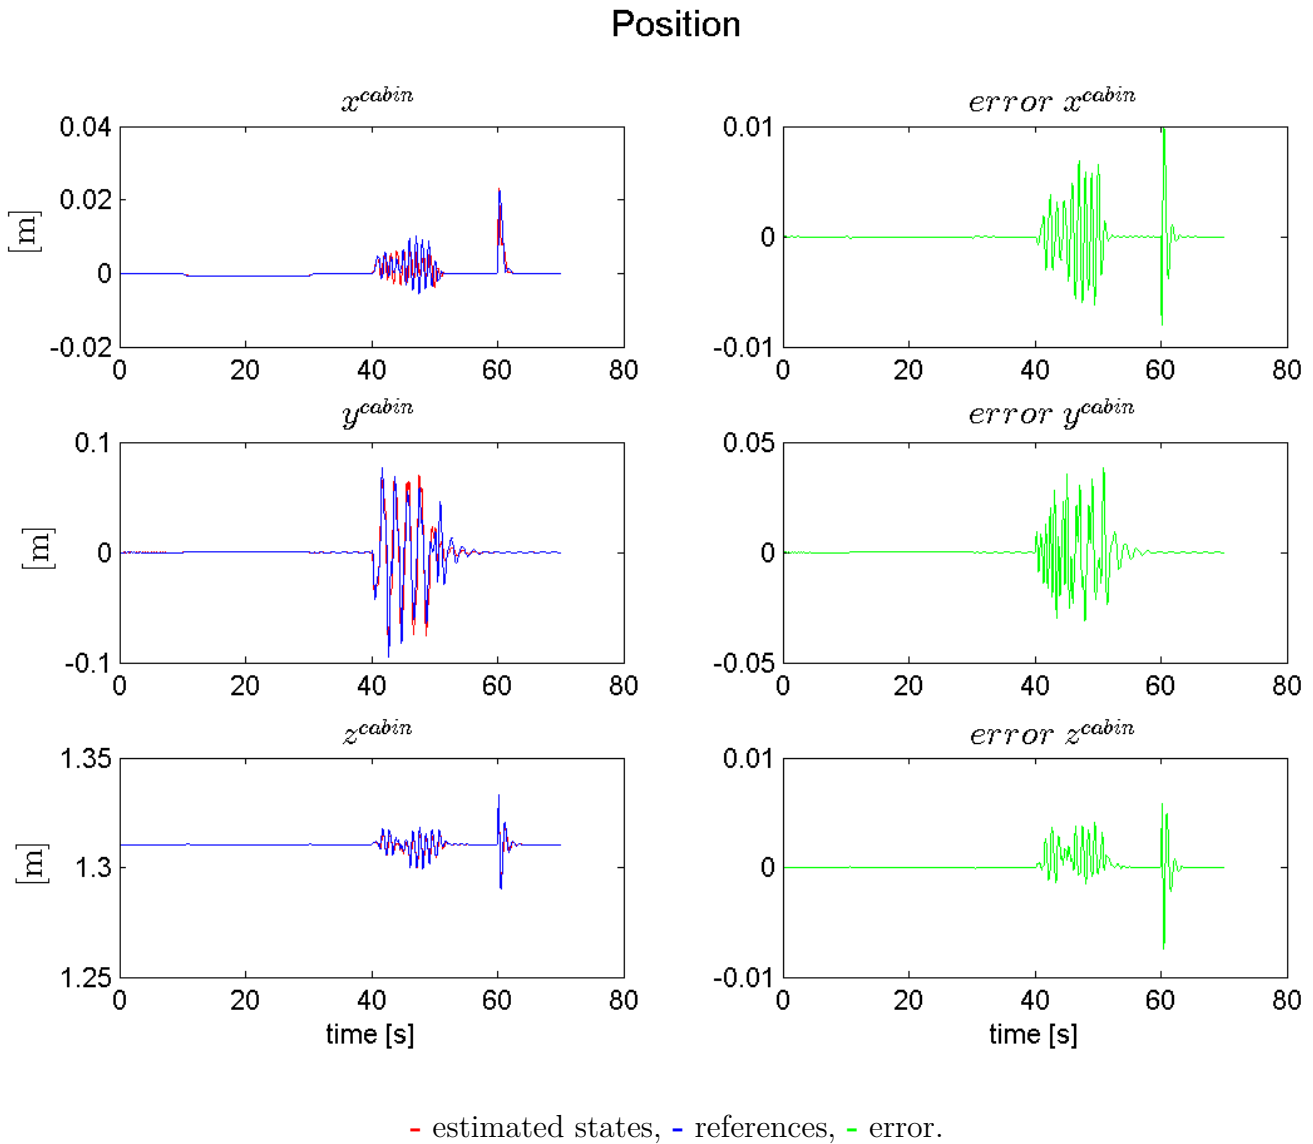 Position
x^cabin
error x^cabin
[m]
0.04
0.02
0
-0.02
0 20 40 60 80
0.01
0
-0.01
0 20 40 60 80
y^cabin
error y^cabin
[m]
0.1
0
-0.1
0 20 40 60 80
0.05
0
-0.05
0 20 40 60 80
z^cabin
error z^cabin
[m]
1.35
1.3
1.25
0 20 40 60 80
time [s]
0.01
0
-0.01
0 20 40 60 80
time [s]
- estimated states, - references, - error.